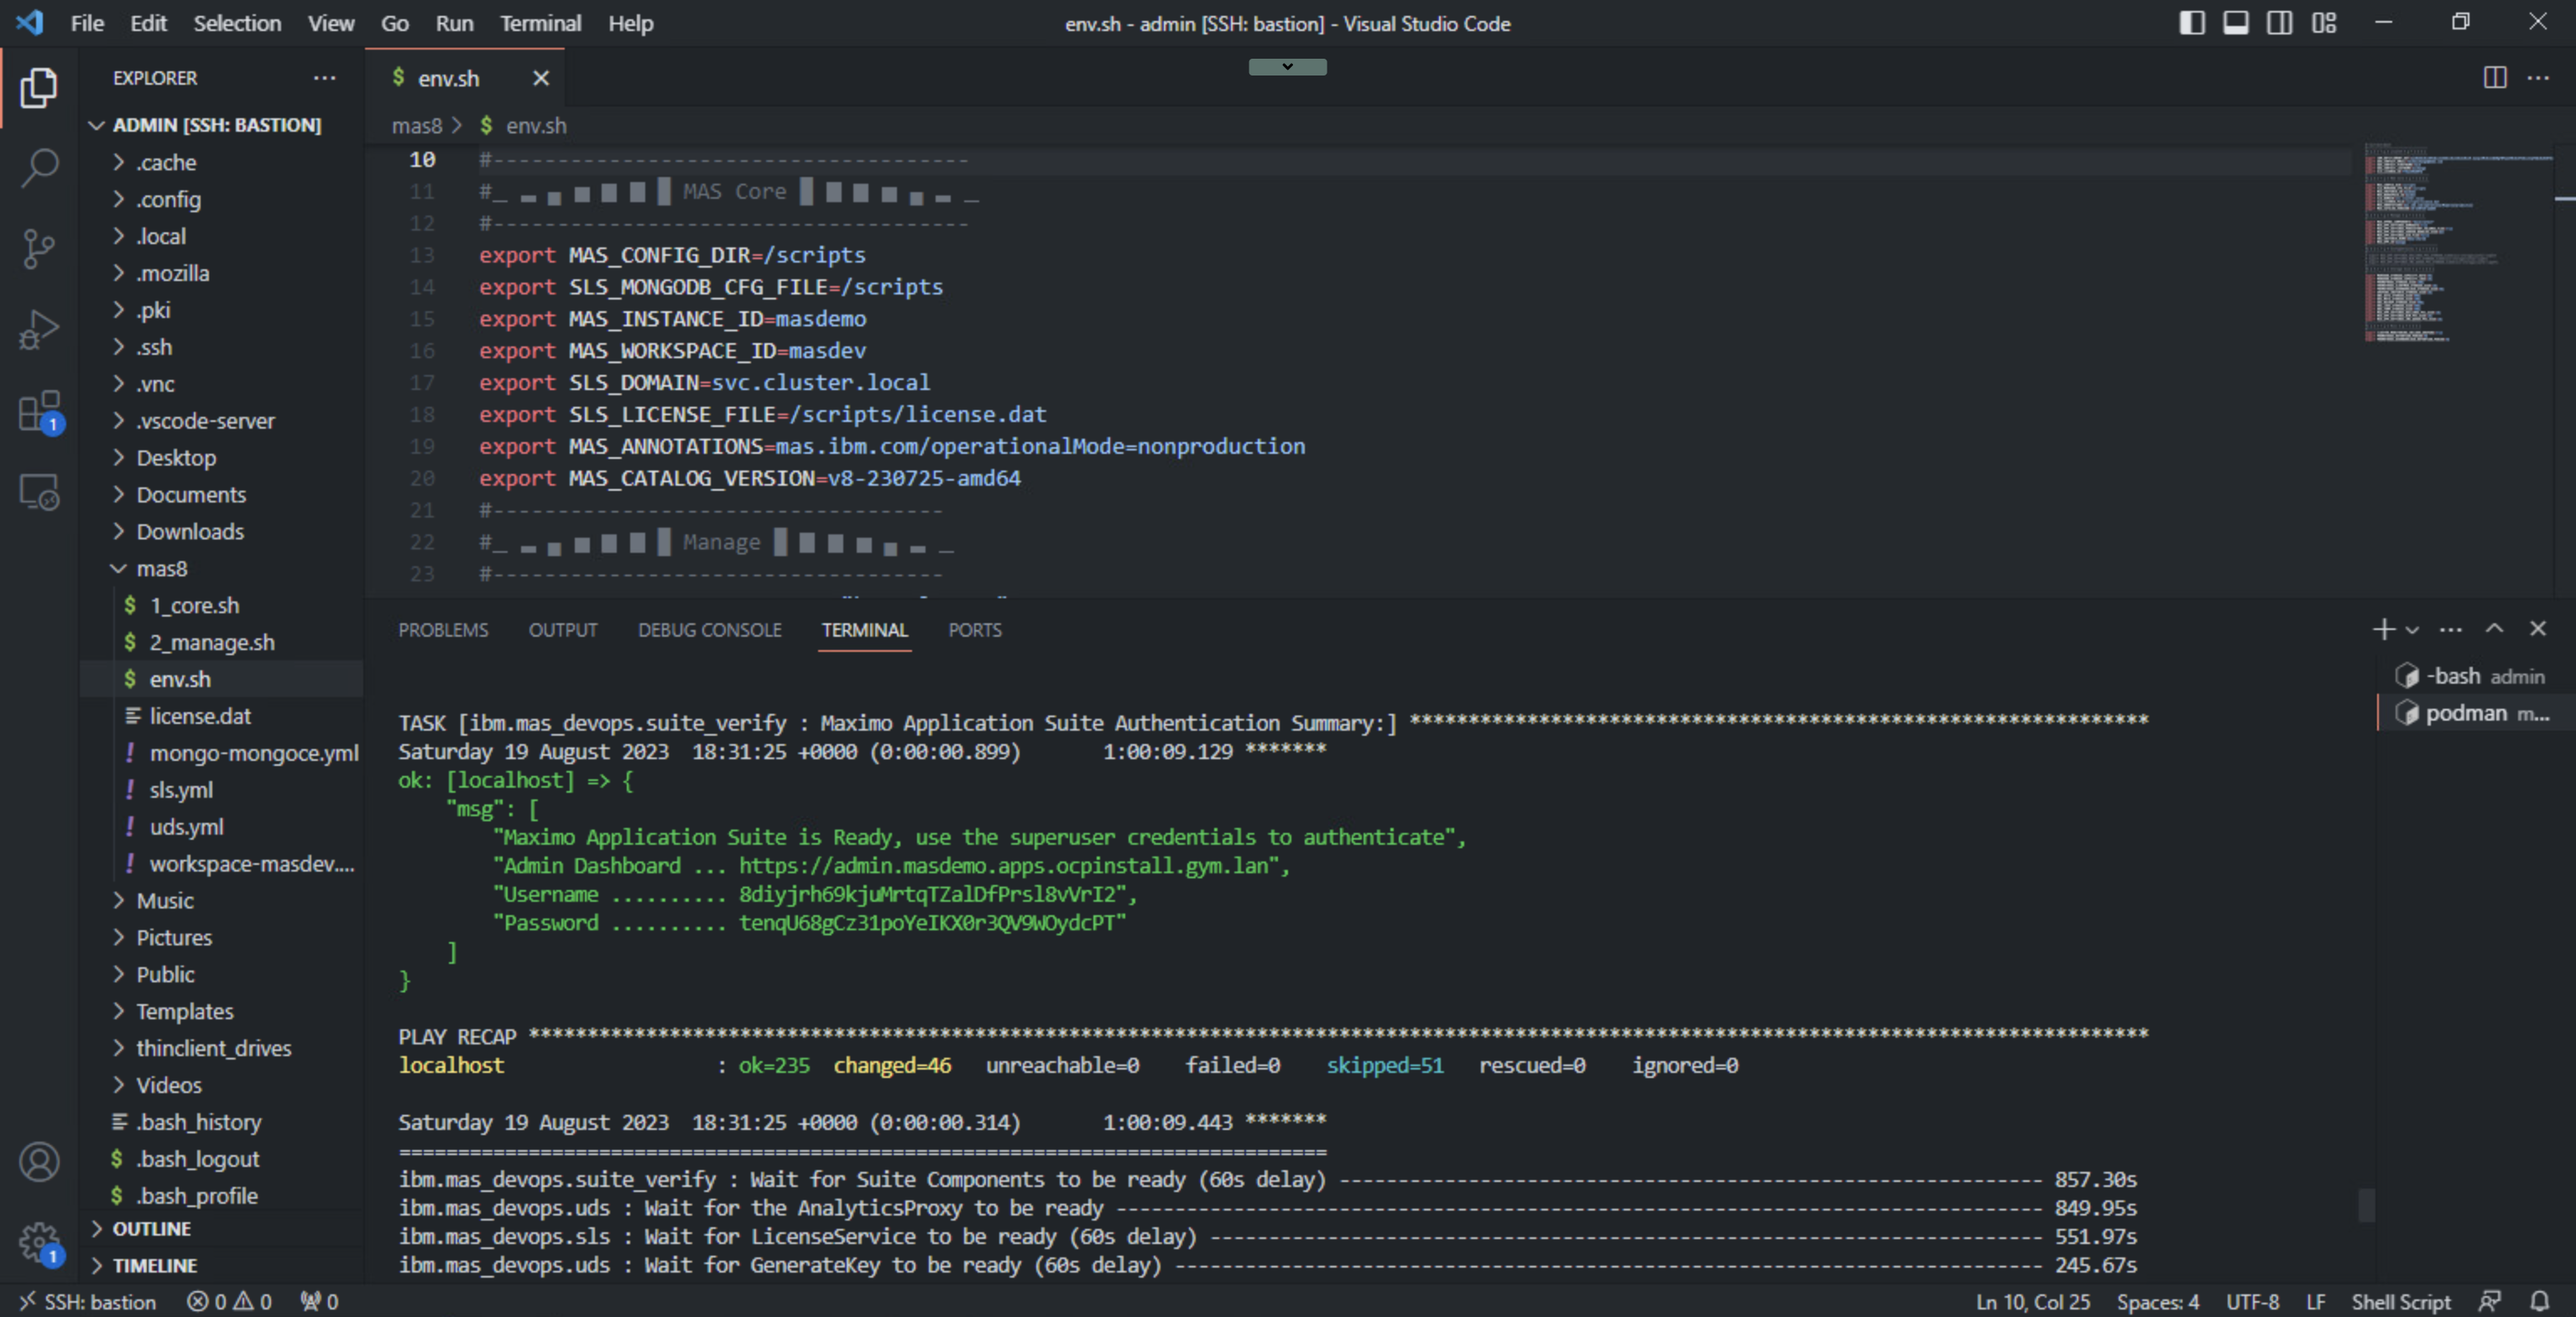 File Edit Selection View Go Run Terminal Help
env.sh - admin [SSH: bastion] - Visual Studio Code
EXPLORER
ADMIN [SSH: BASTION]
.cache
.config
.local
.mozilla
.pki
.ssh
.vnc
.vscode-server
Desktop
Documents
Downloads
mas8
$ 1_core.sh
$ 2_manage.sh
$ env.sh
license.dat
! mongo-mongoce.yml
! sls.yml
! uds.yml
! workspace-masdev....
Music
Pictures
Public
Templates
thinclient_drives
Videos
.bash_history
$ .bash_logout
$ .bash_profile
OUTLINE
TIMELINE
1
1
$ env.sh
mas8 > $ env.sh
10 #-------------------------------------
11 #_ ▂ ▄ ▅ ▆ ▇ █ MAS Core █ ▇ ▆ ▅ ▄ ▂ _
12 #-------------------------------------
13 export MAS_CONFIG_DIR=/scripts
14 export SLS_MONGODB_CFG_FILE=/scripts
15 export MAS_INSTANCE_ID=masdemo
16 export MAS_WORKSPACE_ID=masdev
17 export SLS_DOMAIN=svc.cluster.local
18 export SLS_LICENSE_FILE=/scripts/license.dat
19 export MAS_ANNOTATIONS=mas.ibm.com/operationalMode=nonproduction
20 export MAS_CATALOG_VERSION=v8-230725-amd64
21 #-----------------------------------
22 #_ ▂ ▄ ▅ ▆ ▇ █ Manage █ ▇ ▆ ▅ ▄ ▂ _
23 #-----------------------------------
PROBLEMS OUTPUT DEBUG CONSOLE TERMINAL PORTS
-bash admin
podman m...
TASK [ibm.mas_devops.suite_verify : Maximo Application Suite Authentication Summary:] ***************************************************************
Saturday 19 August 2023  18:31:25 +0000 (0:00:00.899)       1:00:09.129 *******
ok: [localhost] => {
    "msg": [
        "Maximo Application Suite is Ready, use the superuser credentials to authenticate",
        "Admin Dashboard ... https://admin.masdemo.apps.ocpinstall.gym.lan",
        "Username .......... 8diyjrh69kjuMrtqTZalDfPrsl8vVrI2",
        "Password .......... tenqU68gCz31poYeIKX0r3QV9WOydcPT"
    ]
}
PLAY RECAP ******************************************************************************************************************************************
localhost                  : ok=235  changed=46   unreachable=0    failed=0    skipped=51   rescued=0    ignored=0
Saturday 19 August 2023  18:31:25 +0000 (0:00:00.314)       1:00:09.443 *******
===============================================================================
ibm.mas_devops.suite_verify : Wait for Suite Components to be ready (60s delay) ------------------------------------------------------------ 857.30s
ibm.mas_devops.uds : Wait for the AnalyticsProxy to be ready ------------------------------------------------------------------------------- 849.95s
ibm.mas_devops.sls : Wait for LicenseService to be ready (60s delay) ----------------------------------------------------------------------- 551.97s
ibm.mas_devops.uds : Wait for GenerateKey to be ready (60s delay) -------------------------------------------------------------------------- 245.67s
SSH: bastion 0 0 0 Ln 10, Col 25 Spaces: 4 UTF-8 LF Shell Script